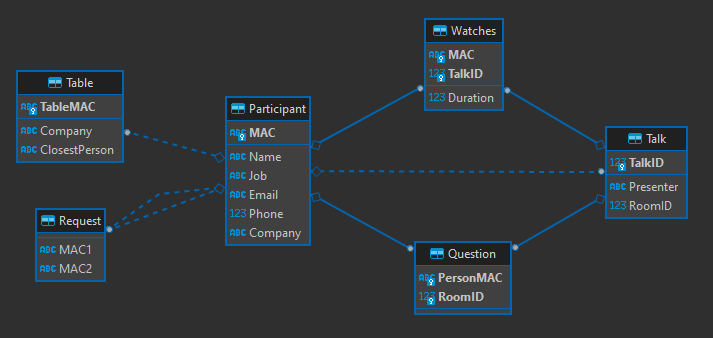 Table
ABC TableMAC
ABC Company
ABC ClosestPerson
Request
ABC MAC1
ABC MAC2
Participant
ABC MAC
ABC Name
ABC Job
ABC Email
123 Phone
ABC Company
Watches
ABC MAC
123 TalkID
123 Duration
Question
ABC PersonMAC
123 RoomID
Talk
123 TalkID
ABC Presenter
123 RoomID